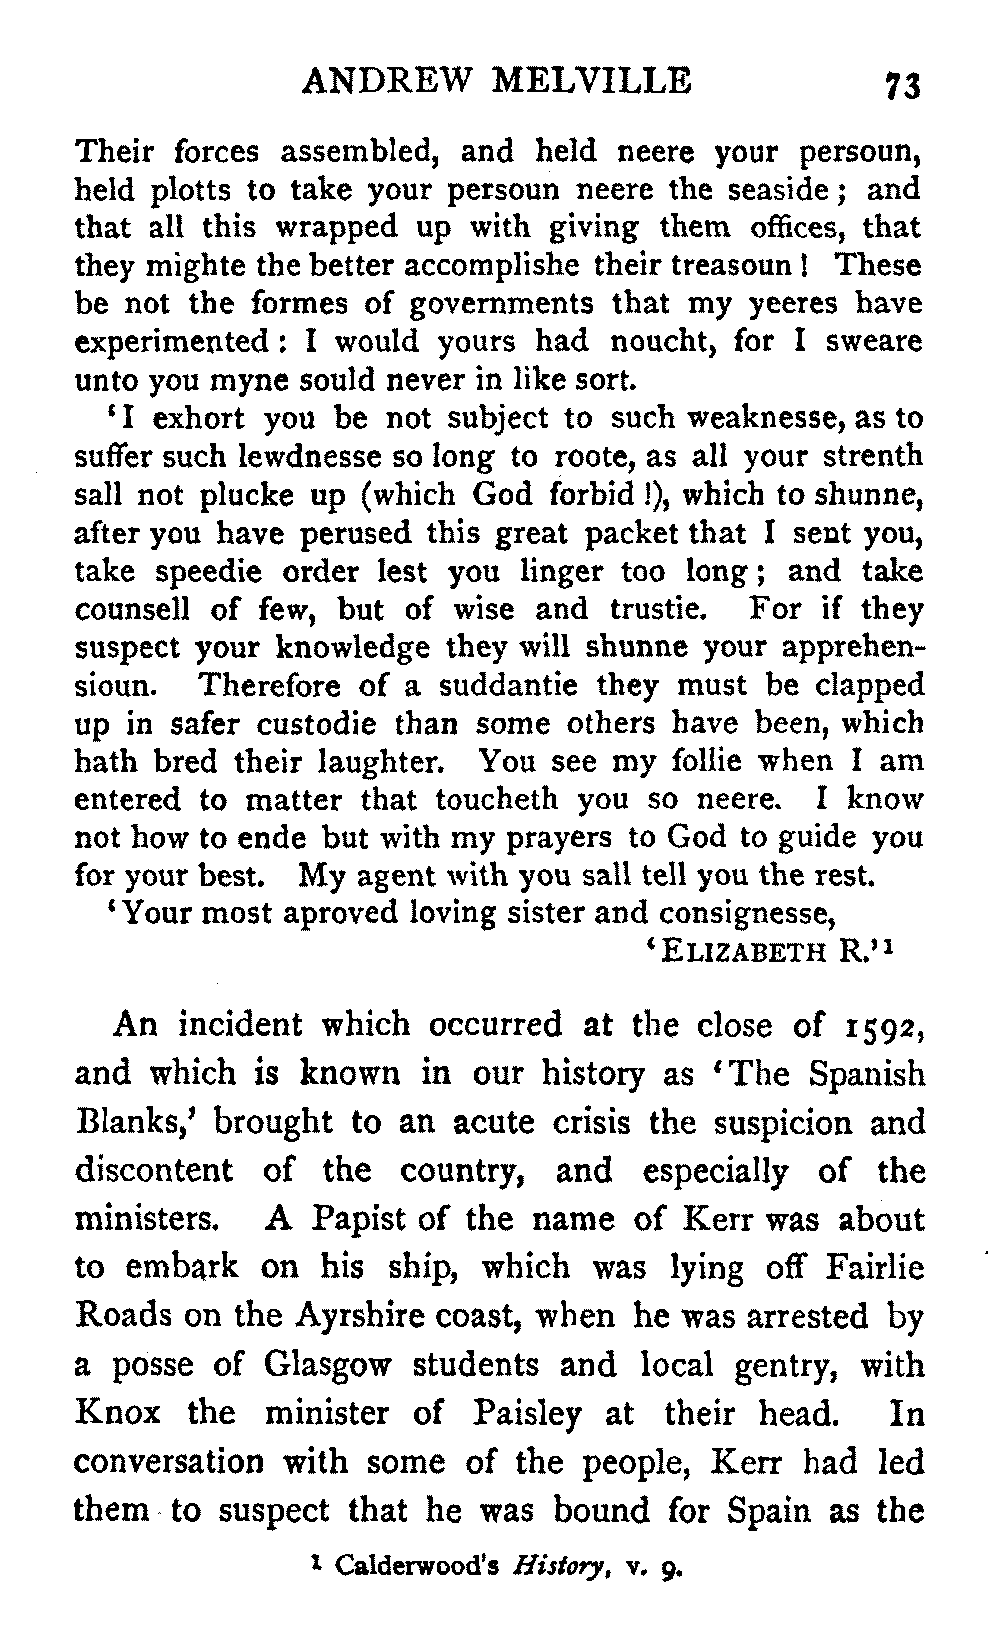 ANDREW MELVILLE 73
Their forces assembled, and held neere your persoun,
held plotts to take your persoun neere the seaside; and
that all this wrapped up with giving them offices, that
they mighte the better accomplishe their treasoun! These
be not the formes of governments that my yeeres have
experimented: I would yours had noucht, for I sweare
unto you myne sould never in like sort.
'I exhort you be not subject to such weaknesse, as to
suffer such lewdnesse so long to roote, as all your strenth
sall not plucke up (which God forbid!), which to shunne,
after you have perused this great packet that I sent you,
take speedie order lest you linger too long; and take
counsell of few, but of wise and trustie. For if they
suspect your knowledge they will shunne your apprehen-
sioun. Therefore of a suddantie they must be clapped
up in safer custodie than some others have been, which
hath bred their laughter. You see my follie when I am
entered to matter that toucheth you so neere. I know
not how to ende but with my prayers to God to guide you
for your best. My agent with you sall tell you the rest.
'Your most aproved loving sister and consignesse,
'ELIZABETH R.'1
An incident which occurred at the close of 1592,
and which is known in our history as 'The Spanish
Blanks,' brought to an acute crisis the suspicion and
discontent of the country, and especially of the
ministers. A Papist of the name of Kerr was about
to embark on his ship, which was lying off Fairlie
Roads on the Ayrshire coast, when he was arrested by
a posse of Glasgow students and local gentry, with
Knox the minister of Paisley at their head. In
conversation with some of the people, Kerr had led
them to suspect that he was bound for Spain as the
1 Calderwood's History, v. 9.